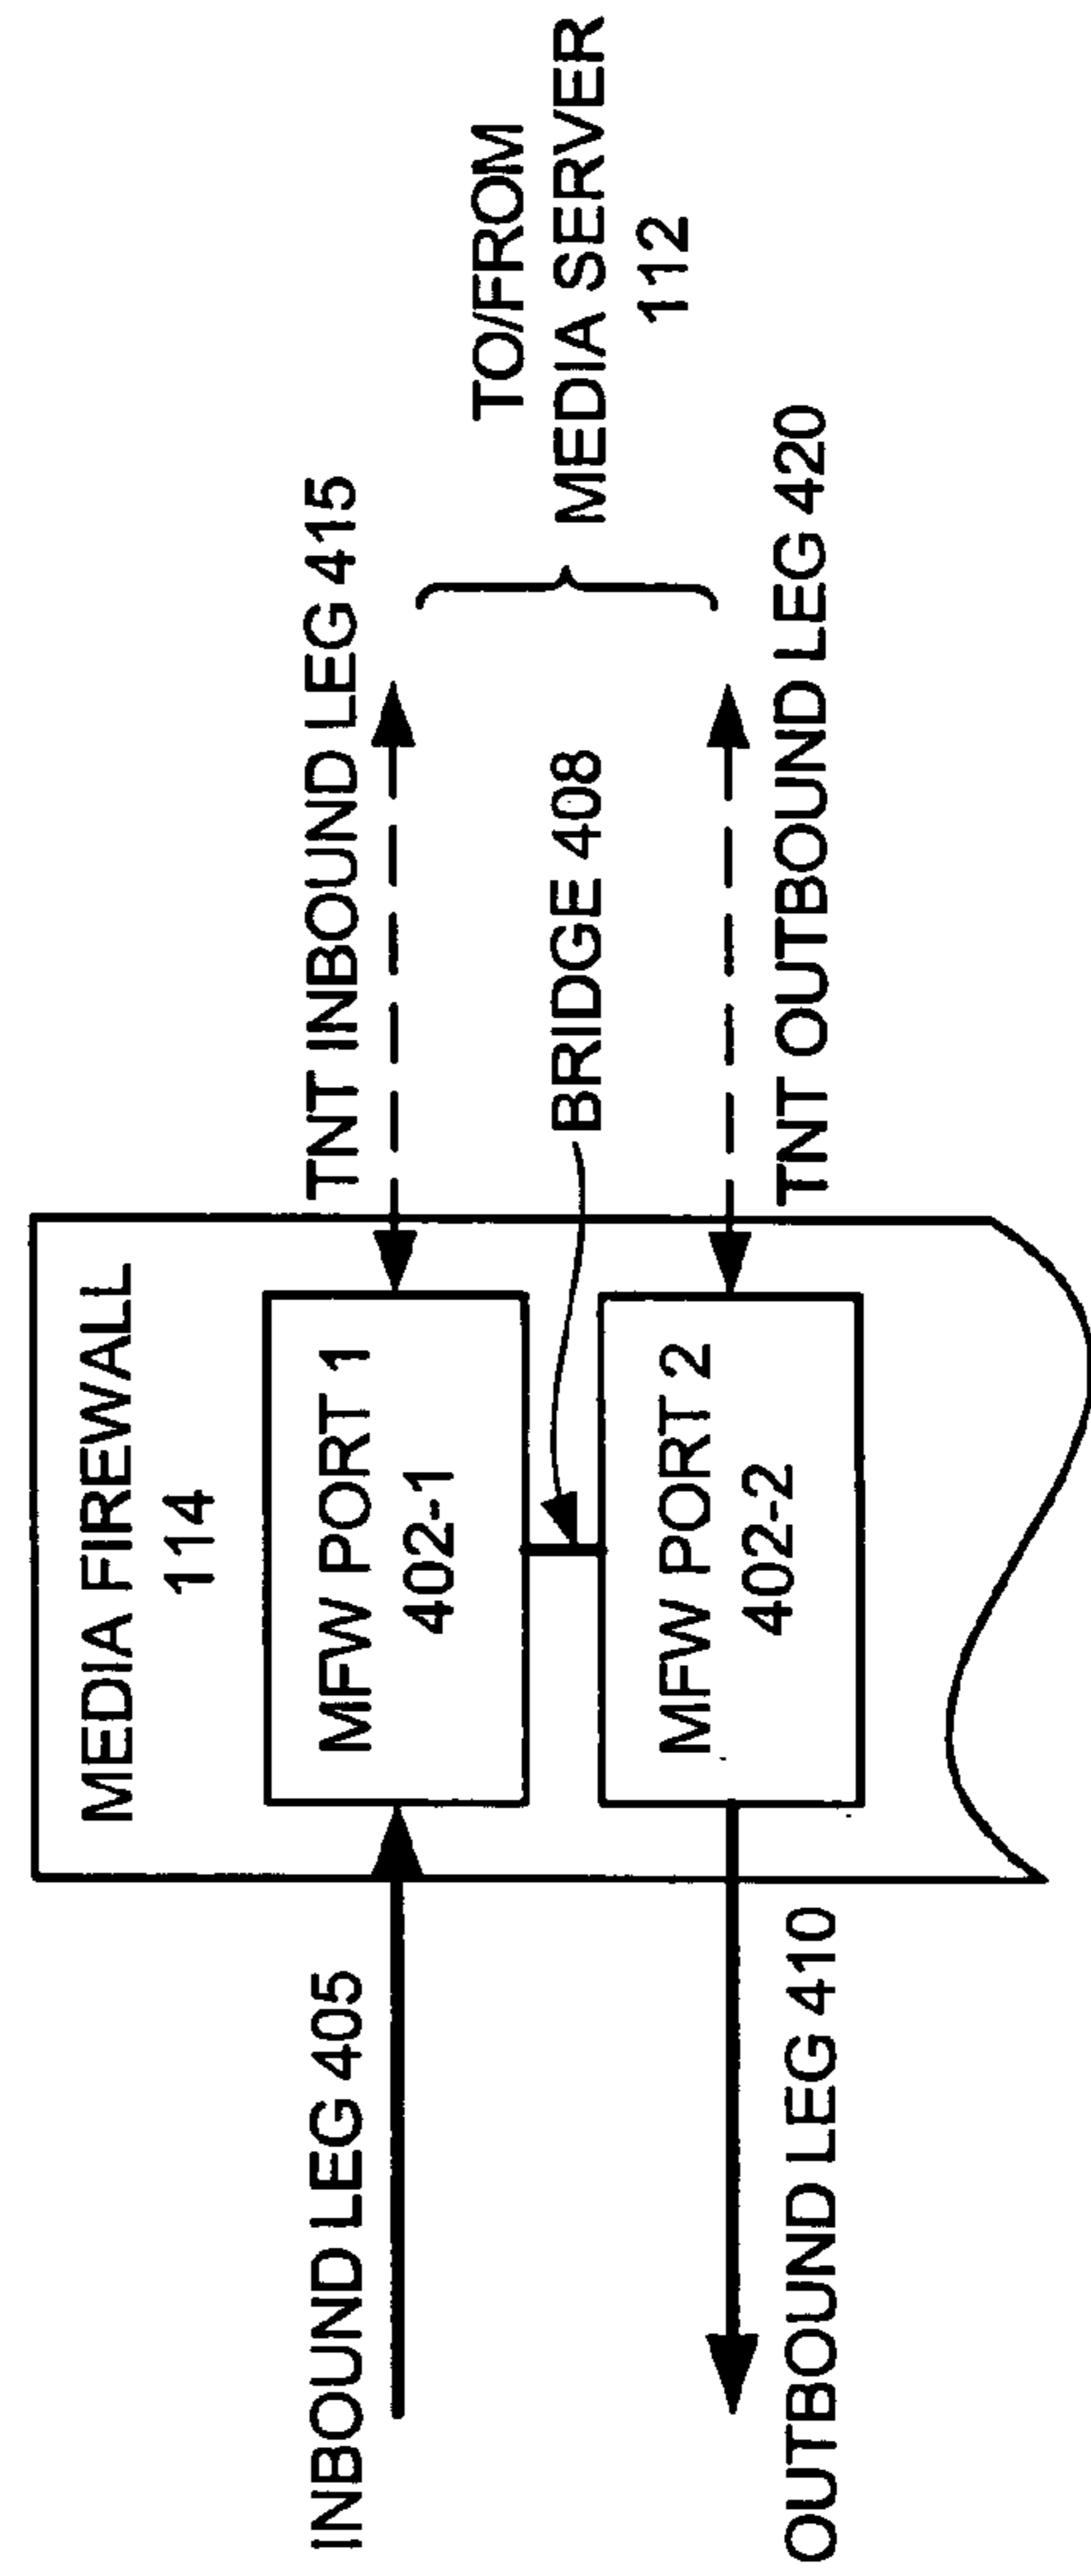 MEDIA FIREWALL
114
INBOUND LEG 405
MFW PORT 1
402-1
TNT INBOUND LEG 415
TO/FROM
MEDIA SERVER
112
BRIDGE 408
MFW PORT 2
402-2
OUTBOUND LEG 410
TNT OUTBOUND LEG 420